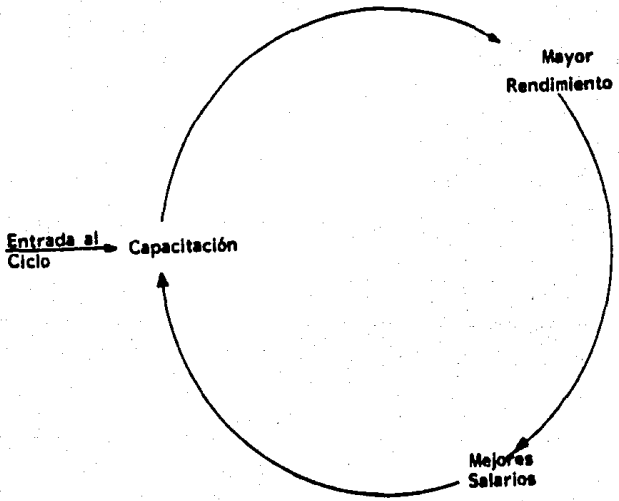 Mayor
Rendimiento
Entrada al
Ciclo
Capacitación
Mejores
Salarios